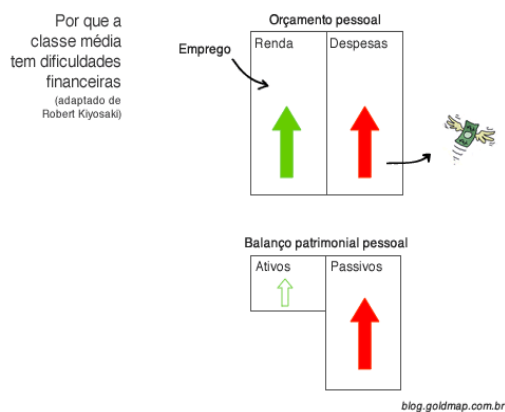 Por que a
classe média
tem dificuldades
financeiras
(adaptado de
Robert Kiyosaki)
Orçamento pessoal
Emprego
Renda
Despesas
Balanço patrimonial pessoal
Ativos
Passivos
blog.goldmap.com.br